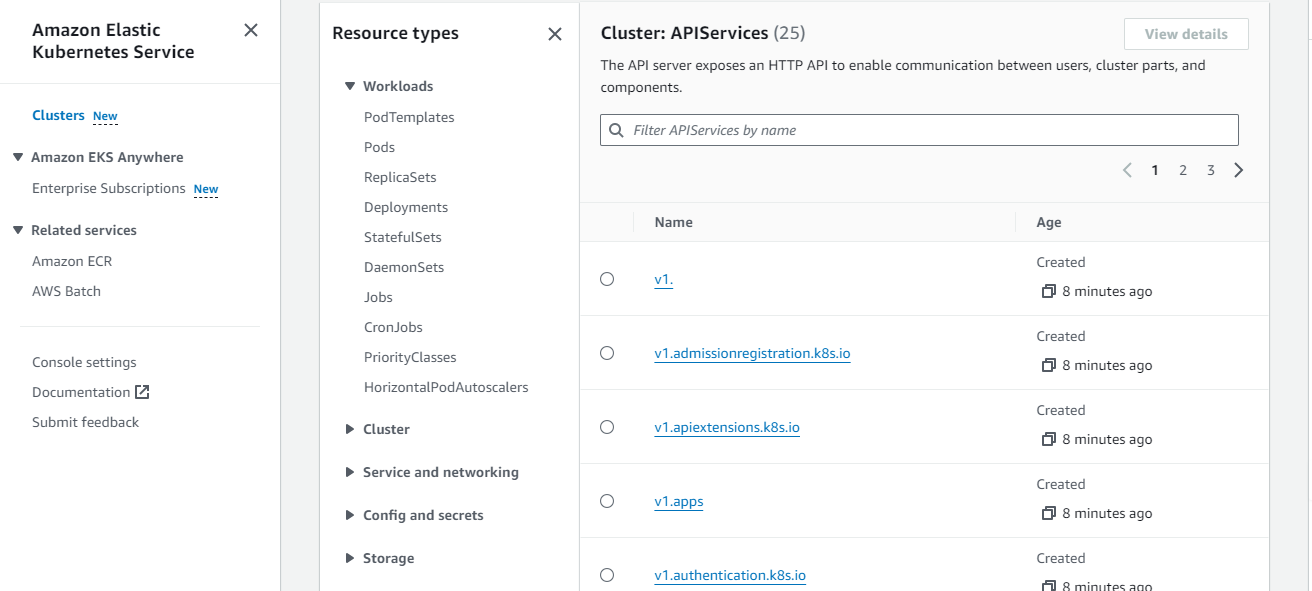 Amazon Elastic
Kubernetes Service
Clusters New
Amazon EKS Anywhere
Enterprise Subscriptions New
Related services
Amazon ECR
AWS Batch
Console settings
Documentation
Submit feedback
Resource types
Workloads
PodTemplates
Pods
ReplicaSets
Deployments
StatefulSets
DaemonSets
Jobs
CronJobs
PriorityClasses
HorizontalPodAutoscalers
Cluster
Service and networking
Config and secrets
Storage
Cluster: APIServices (25)
View details
The API server exposes an HTTP API to enable communication between users, cluster parts, and
components.
Filter APIServices by name
1 2 3
Name Age
v1.
Created
8 minutes ago
v1.admissionregistration.k8s.io
Created
8 minutes ago
v1.apiextensions.k8s.io
Created
8 minutes ago
v1.apps
Created
8 minutes ago
v1.authentication.k8s.io
Created
8 minutes ago